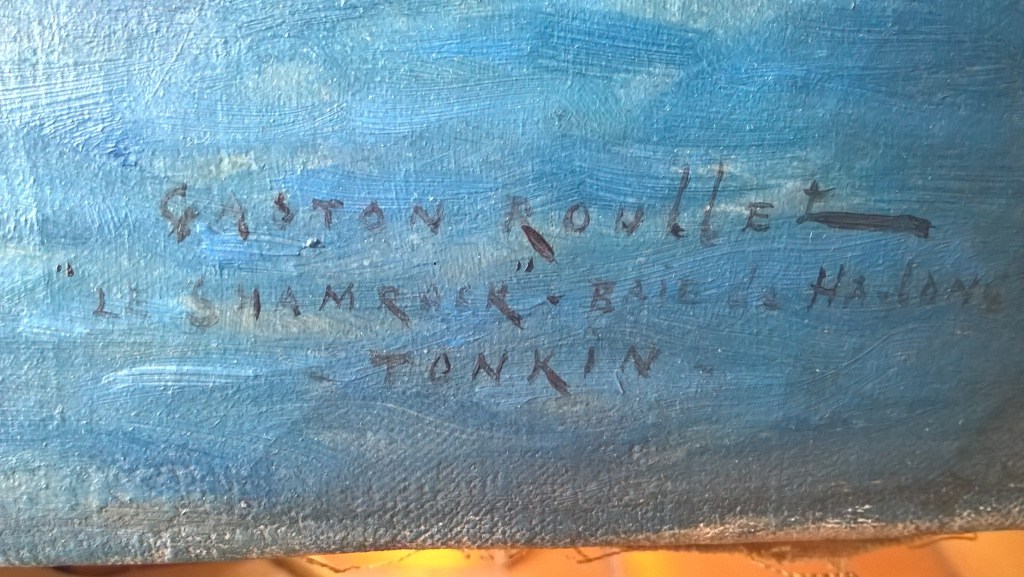 GASTON ROULLET
"LE SHAMROCK". BAIE de HA-LONG
- TONKIN -